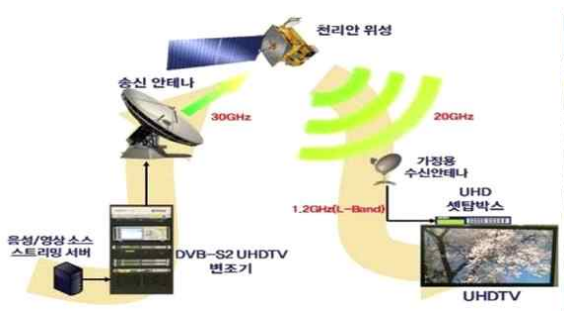 천리안 위성
송신 안테나
30GHz
20GHz
가정용
수신안테나
1.2GHz(L-Band)
UHD
셋탑박스
음성/영상 소스
스트리밍 서버
DVB-S2 UHDTV
변조기
UHDTV